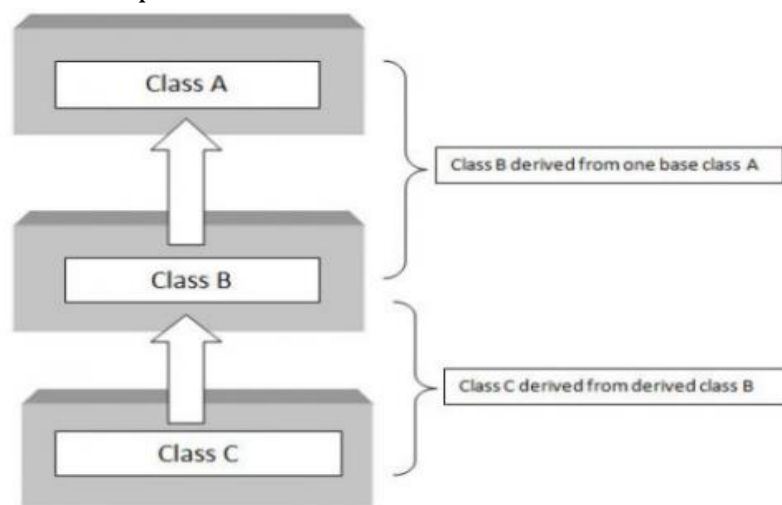 Class A
Class B derived from one base class A
Class B
Class C derived from derived class B
Class C